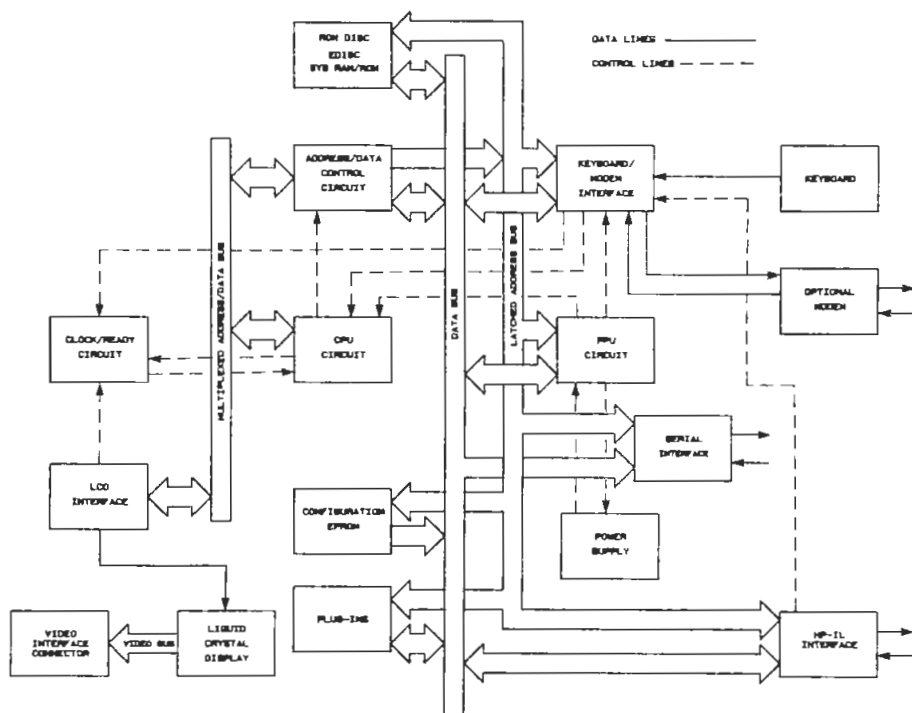 ROM DISC
EDISC
SYS RAM/ROM
DATA LINES
CONTROL LINES
ADDRESS/DATA
CONTROL
CIRCUIT
KEYBOARD/
MODEM
INTERFACE
KEYBOARD
MULTIPLEXED ADDRESS/DATA BUS
DATA BUS
LATCHED ADDRESS BUS
OPTIONAL
MODEM
CLOCK/READY
CIRCUIT
CPU
CIRCUIT
PPU
CIRCUIT
SERIAL
INTERFACE
LCD
INTERFACE
CONFIGURATION
EPROM
POWER
SUPPLY
PLUG-INS
VIDEO
INTERFACE
CONNECTOR
VIDEO BUS
LIQUID
CRYSTAL
DISPLAY
HP-IL
INTERFACE